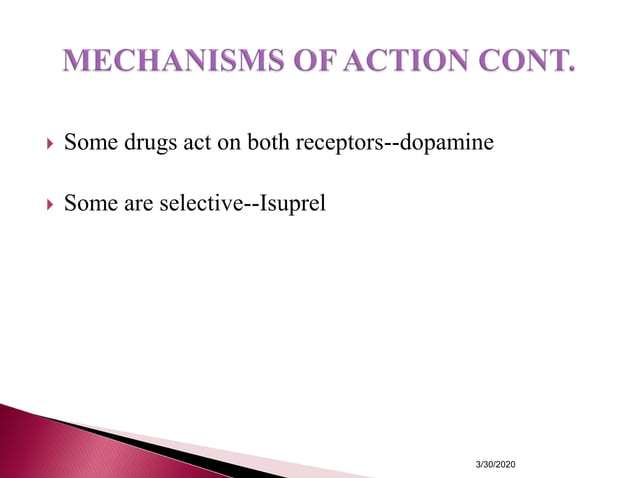 MECHANISMS OF ACTION CONT.
Some drugs act on both receptors--dopamine
Some are selective--Isuprel
3/30/2020